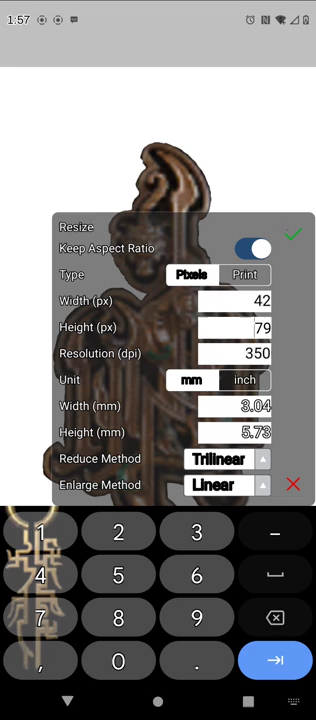 1:57
Resize
Keep Aspect Ratio
Type Pixels Print
Width (px) 42
Height (px) 79
Resolution (dpi) 350
Unit mm inch
Width (mm) 3.04
Height (mm) 5.73
Reduce Method Trilinear
Enlarge Method Linear
1 2 3 -
4 5 6
7 8 9
, 0 .